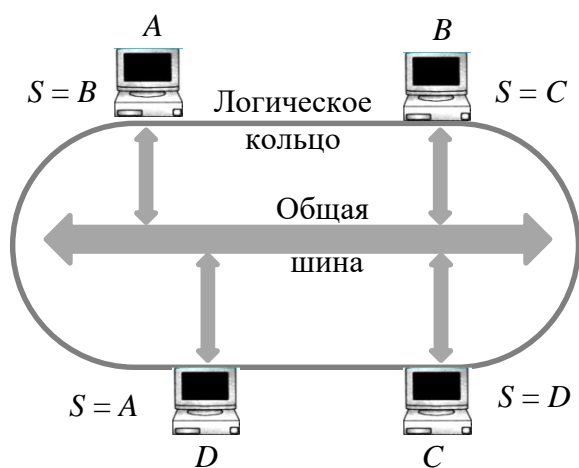 A
B
S = B
Логическое
кольцо
S = C
Общая
шина
S = A
S = D
D
C